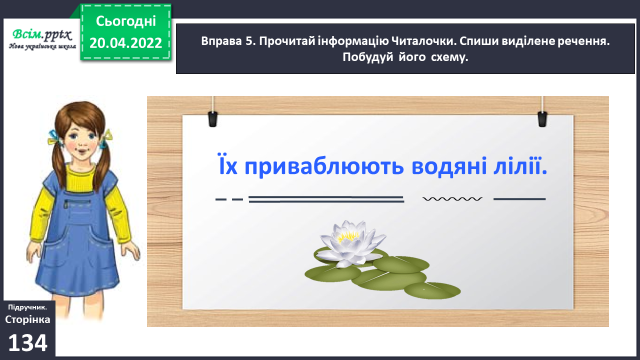 Всім.pptx
Нова українська школа
Сьогодні
20.04.2022
Вправа 5. Прочитай інформацію Читалочки. Спиши виділене речення.
Побудуй його схему.
Їх приваблюють водяні лілії.
Підручник.
Сторінка
134